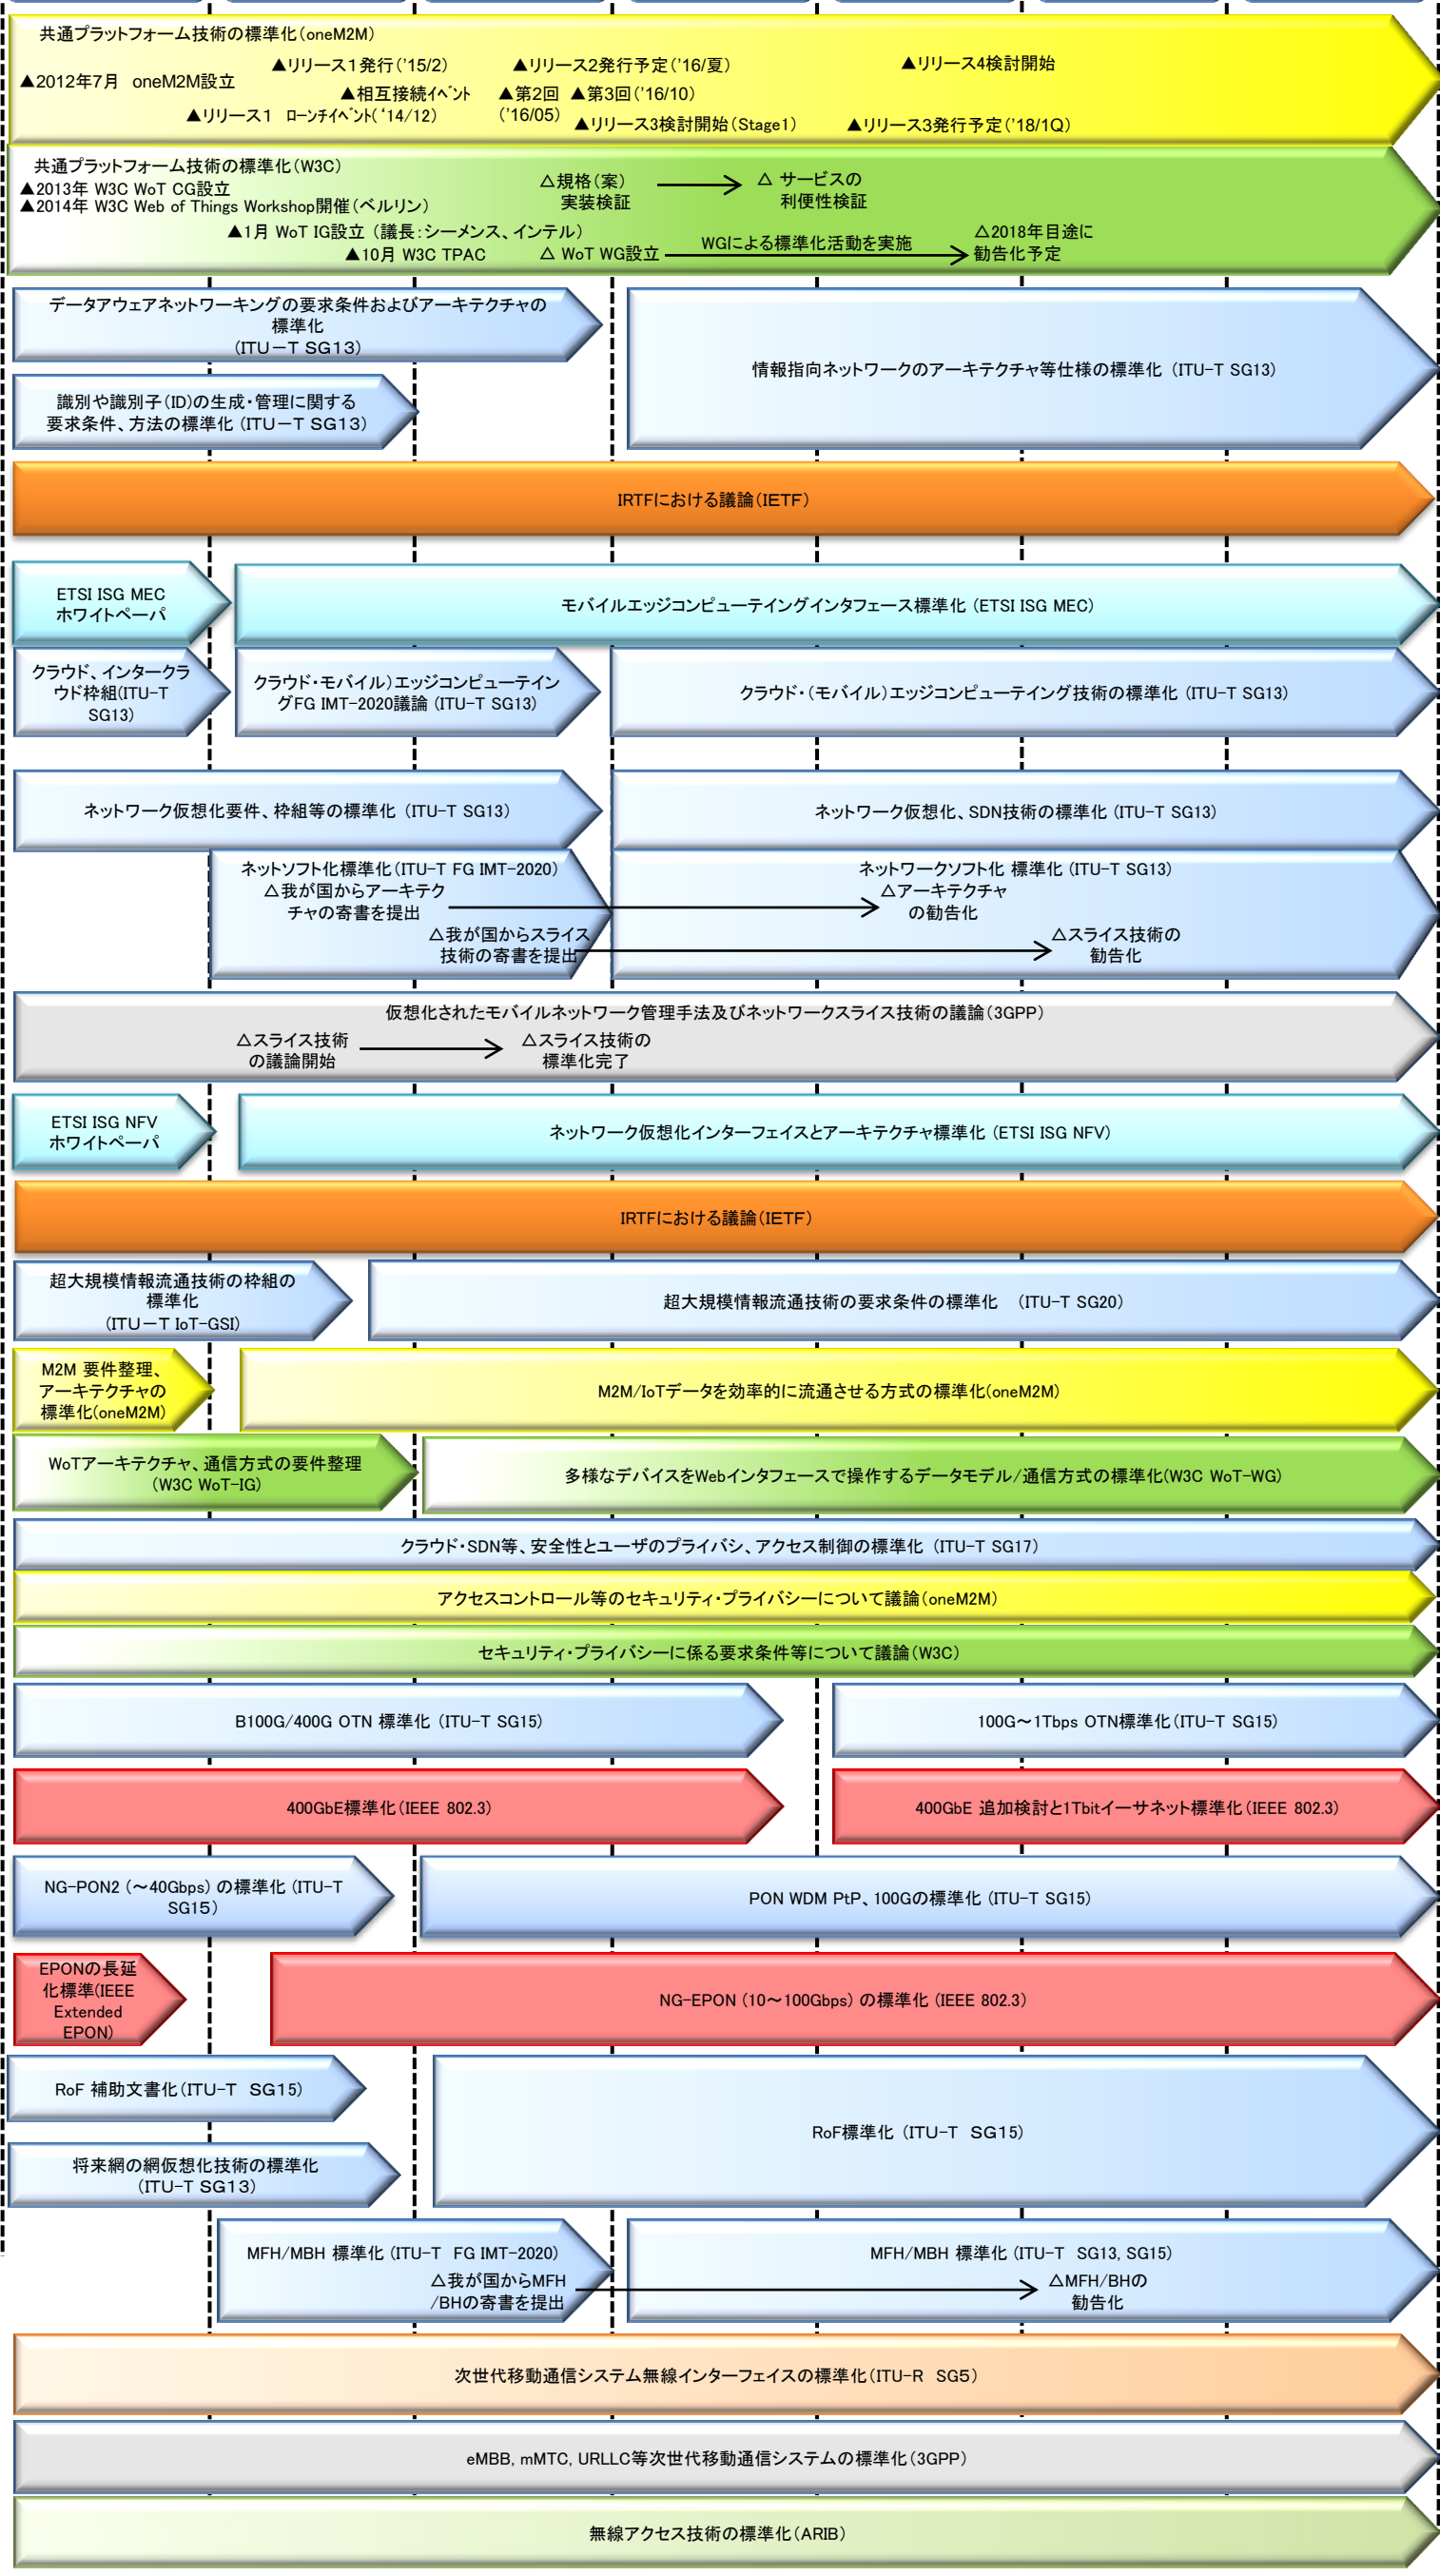 共通プラットフォーム技術の標準化（oneM2M）
▲リリース１発行（’15/2）
▲リリース2発行予定（’16/夏）
▲リリース4検討開始
▲2012年7月　oneM2M設立
▲相互接続ｲﾍﾞﾝﾄ
▲第2回
（’16/05）
▲第3回（’16/10）
▲リリース1　ﾛｰﾝﾁｲﾍﾞﾝﾄ（‘14/12）
▲リリース3検討開始（Stage1）
▲リリース3発行予定（’18/1Q）
共通プラットフォーム技術の標準化（W3C）
▲2013年 W3C WoT CG設立
▲2014年 W3C Web of Things Workshop開催（ベルリン）
△規格（案）
実装検証
△ サービスの
利便性検証
▲1月 WoT IG設立 （議長：シーメンス、インテル）
▲10月 W3C TPAC
△ WoT WG設立
WGによる標準化活動を実施
△2018年目途に
勧告化予定
データアウェアネットワーキングの要求条件およびアーキテクチャの
標準化
（ITU－T SG13）
情報指向ネットワークのアーキテクチャ等仕様の標準化 （ITU-T SG13）
識別や識別子（ID）の生成・管理に関する
要求条件、方法の標準化 （ITU－T SG13）
IRTFにおける議論（IETF）
ETSI ISG MEC
ホワイトペーパ
モバイルエッジコンピューテイングインタフェース標準化 （ETSI ISG MEC）
クラウド、インタークラ
ウド枠組(ITU-T
SG13)
クラウド・モバイル）エッジコンピューテイン
グFG IMT-2020議論 （ITU-T SG13）
クラウド・（モバイル）エッジコンピューテイング技術の標準化 （ITU-T SG13）
ネットワーク仮想化要件、枠組等の標準化 （ITU-T SG13）
ネットワーク仮想化、SDN技術の標準化 （ITU-T SG13）
ネットソフト化標準化（ITU-T FG IMT-2020）
△我が国からアーキテク
チャの寄書を提出
△我が国からスライス
技術の寄書を提出
ネットワークソフト化 標準化 （ITU-T SG13）
△アーキテクチャ
の勧告化
△スライス技術の
勧告化
仮想化されたモバイルネットワーク管理手法及びネットワークスライス技術の議論（3GPP）
△スライス技術
の議論開始
△スライス技術の
標準化完了
ETSI ISG NFV
ホワイトペーパ
ネットワーク仮想化インターフェイスとアーキテクチャ標準化 （ETSI ISG NFV）
IRTFにおける議論（IETF）
超大規模情報流通技術の枠組の
標準化
（ITU－T IoT-GSI）
超大規模情報流通技術の要求条件の標準化　（ITU-T SG20）
M2M 要件整理、
アーキテクチャの
標準化(oneM2M)
M2M/IoTデータを効率的に流通させる方式の標準化(oneM2M)
WoTアーキテクチャ、通信方式の要件整理
（W3C WoT-IG）
多様なデバイスをWebインタフェースで操作するデータモデル/通信方式の標準化(W3C WoT-WG)
クラウド・SDN等、安全性とユーザのプライバシ、アクセス制御の標準化 （ITU-T SG17）
アクセスコントロール等のセキュリティ・プライバシーについて議論（oneM2M）
セキュリティ・プライバシーに係る要求条件等について議論（W3C）
B100G/400G OTN 標準化 （ITU-T SG15）
100G～1Tbps OTN標準化（ITU-T SG15）
400GbE標準化（IEEE 802.3）
400GbE 追加検討と1Tbitイーサネット標準化（IEEE 802.3）
NG-PON2 （～40Gbps） の標準化 （ITU-T
SG15）
PON WDM PtP、100Gの標準化 （ITU-T SG15）
EPONの長延
化標準(IEEE
Extended
EPON)
NG-EPON （10～100Gbps） の標準化 （IEEE 802.3）
RoF 補助文書化（ITU-T　SG15）
RoF標準化 （ITU-T　SG15）
将来網の網仮想化技術の標準化
（ITU-T SG13）
MFH/MBH 標準化 （ITU-T　FG IMT-2020）
△我が国からMFH
/BHの寄書を提出
MFH/MBH 標準化 （ITU-T　SG13, SG15）
△MFH/BHの
勧告化
次世代移動通信システム無線インターフェイスの標準化（ITU-R　SG5）
eMBB, mMTC, URLLC等次世代移動通信システムの標準化（3GPP）
無線アクセス技術の標準化（ARIB）